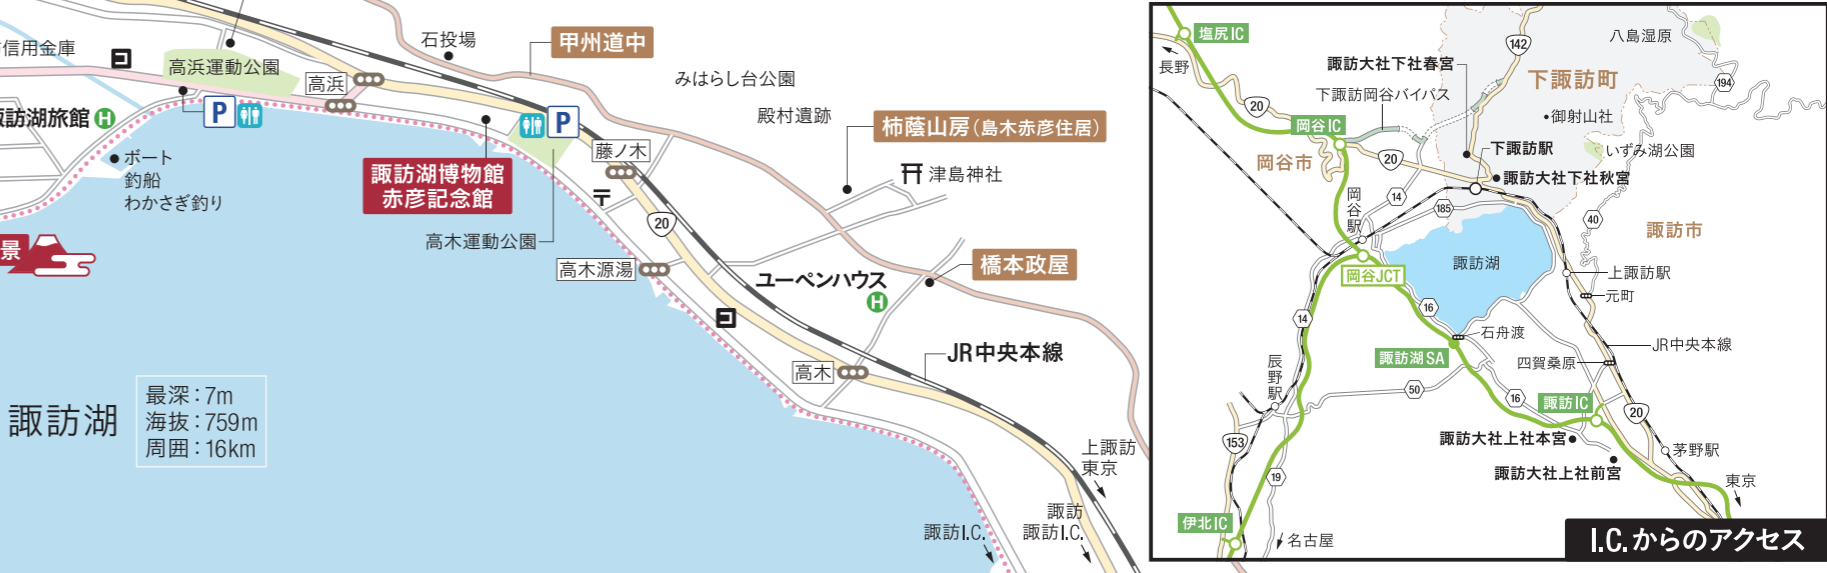 信用金庫
高浜運動公園
高浜
石投場
甲州道中
みはらし台公園
殿村遺跡
柿蔭山房(島木赤彦住居)
津島神社
諏訪湖旅館
H
P
P
ボート
釣船
わかさぎ釣り
諏訪湖博物館
赤彦記念館
藤ノ木
〒
20
高木運動公園
高木源湯
景
ユーペンハウス
H
橋本政屋
高木
JR中央本線
諏訪湖
最深：7m
海抜：759m
周囲：16km
上諏訪
東京
諏訪
諏訪I.C.
諏訪I.C.
塩尻IC
長野
20
142
諏訪大社下社春宮
下諏訪町
八島湿原
194
下諏訪岡谷バイパス
御射山社
岡谷IC
岡谷市
20
下諏訪駅
いずみ湖公園
諏訪大社下社秋宮
14
185
岡谷駅
40
諏訪市
諏訪湖
岡谷JCT
上諏訪駅
元町
16
14
石舟渡
諏訪湖SA
JR中央本線
四賀桑原
辰野駅
50
16
諏訪IC
20
153
諏訪大社上社本宮
茅野駅
諏訪大社上社前宮
19
東京
伊北IC
名古屋
I.C.からのアクセス